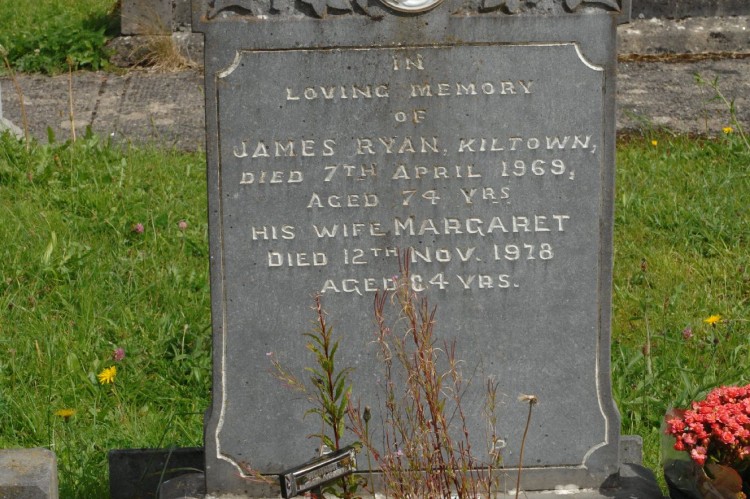 IN
LOVING MEMORY
OF
JAMES RYAN, KILTOWN,
DIED 7TH APRIL 1969,
AGED 74 YRS
HIS WIFE MARGARET
DIED 12TH NOV. 1978
AGED 84 YRS.